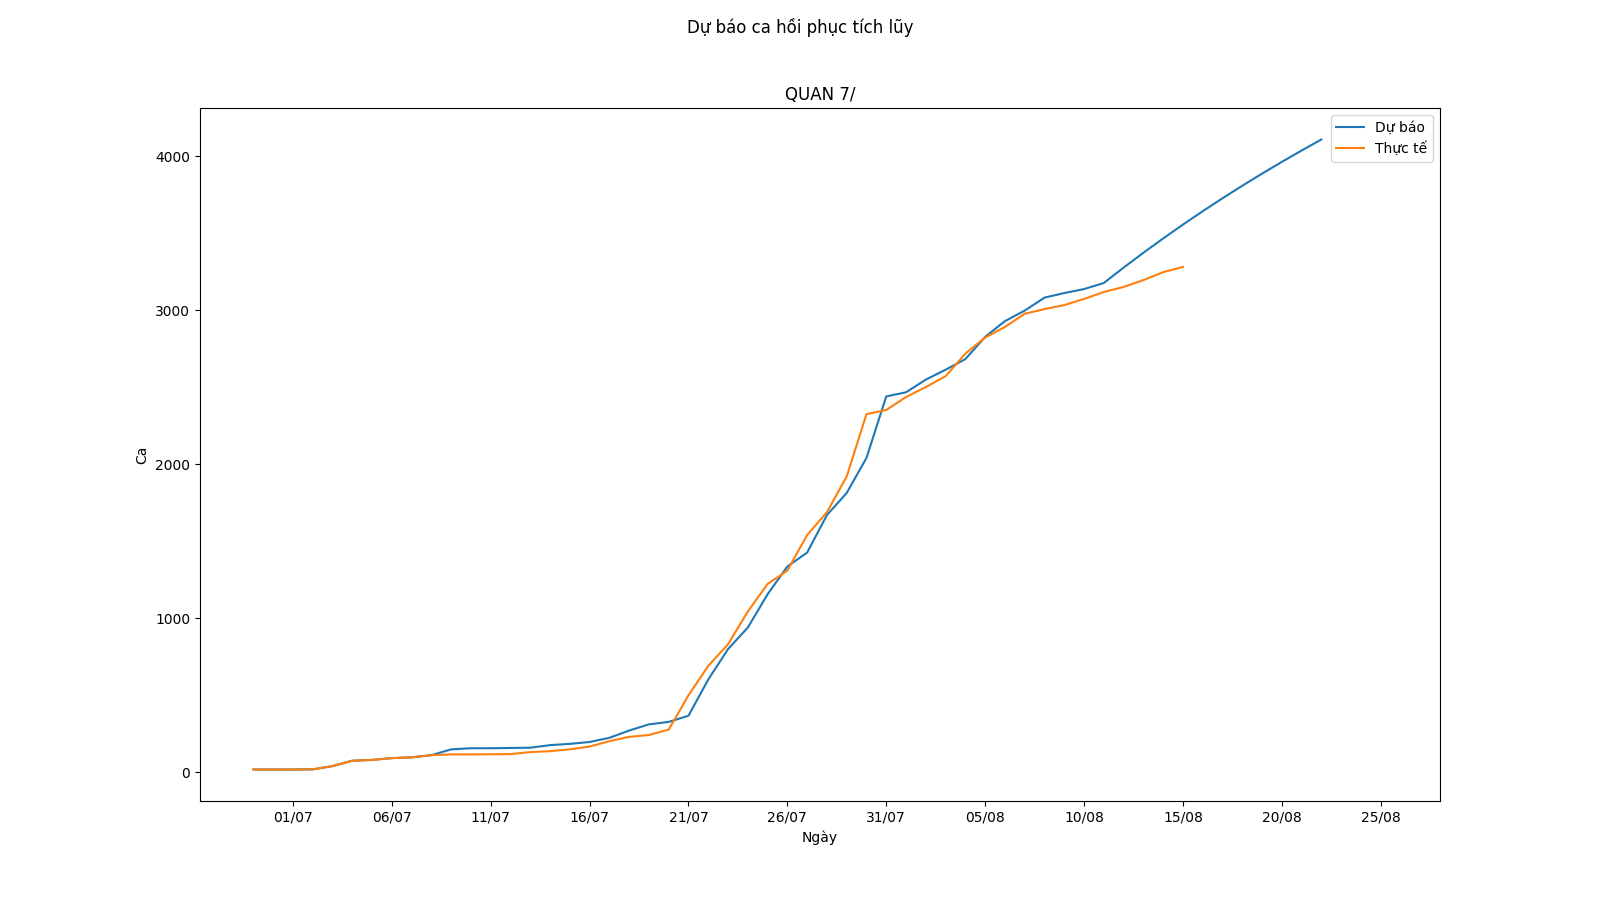 Dự báo ca hồi phục tích lũy
QUAN 7/
Dự báo
Thực tế
4000
3000
2000
1000
0
Ca
01/07 06/07 11/07 16/07 21/07 26/07 31/07 05/08 10/08 15/08 20/08 25/08
Ngày